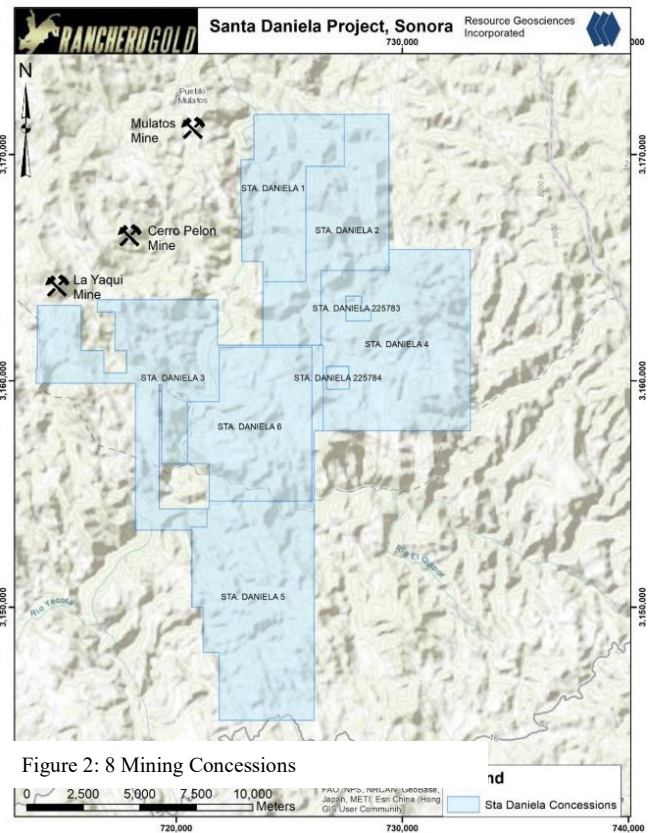 RANCHEROGOLD
Santa Daniela Project, Sonora
Resource Geosciences
Incorporated
730,000
000
N
Pueblo
Mulatos
Mulatos
Mine
3,170,000
3,170,000
STA. DANIELA 1
Cerro Pelon
Mine
STA. DANIELA 2
La Yaqui
Mine
STA. DANIELA 225783
STA. DANIELA 4
3,160,000
STA. DANIELA 3
STA. DANIELA 225784
3,160,000
STA. DANIELA 6
STA. DANIELA 5
Rio Yécora
3,150,000
3,150,000
16
Figure 2: 8 Mining Concessions
nd
0 2,500 5,000 7,500 10,000
Meters
FAO, NPS, NRCAN, GeoBase,
Japan, METI, Esri China (Hong
GIS User Community)
Sta Daniela Concessions
720,000
730,000
740,000